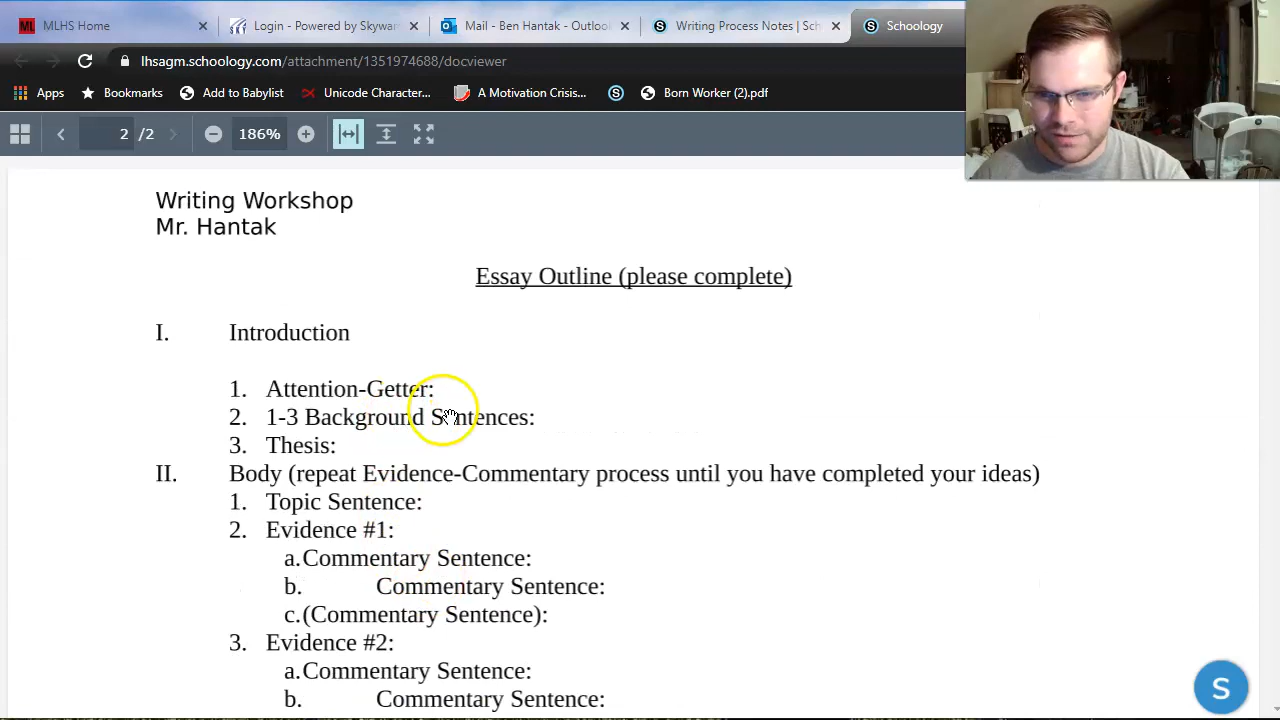 ML MLHS Home × Login - Powered by Skyware × Mail - Ben Hantak - Outlook × S Writing Process Notes | Sch × S Schoology
lhsagm.schoology.com/attachment/1351974688/docviewer
Apps Bookmarks Add to Babylist Unicode Character... A Motivation Crisis... S Born Worker (2).pdf
2 /2 186%
Writing Workshop
Mr. Hantak
Essay Outline (please complete)
I. Introduction
1. Attention-Getter:
2. 1-3 Background Sentences:
3. Thesis:
II. Body (repeat Evidence-Commentary process until you have completed your ideas)
1. Topic Sentence:
2. Evidence #1:
a. Commentary Sentence:
b. Commentary Sentence:
c. (Commentary Sentence):
3. Evidence #2:
a. Commentary Sentence:
b. Commentary Sentence:
S